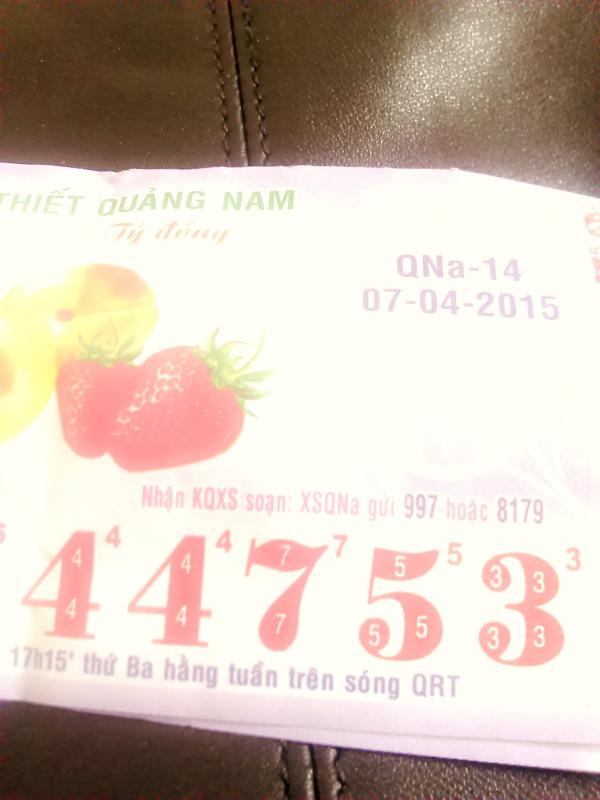 THIẾT QUẢNG NAM
Tỷ đồng
QNa-14
07-04-2015
Nhận KQXS soạn: XSQNa gửi 997 hoặc 8179
44753
17h15' thứ Ba hằng tuần trên sóng QRT